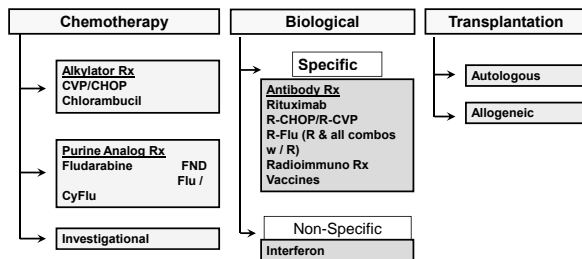 Chemotherapy
Alkylator Rx
CVP/CHOP
Chlorambucil
Purine Analog Rx
Fludarabine FND
Flu /
CyFlu
Investigational
Biological
Specific
Antibody Rx
Rituximab
R-CHOP/R-CVP
R-Flu (R & all combos
w / R)
Radioimmuno Rx
Vaccines
Non-Specific
Interferon
Transplantation
Autologous
Allogeneic